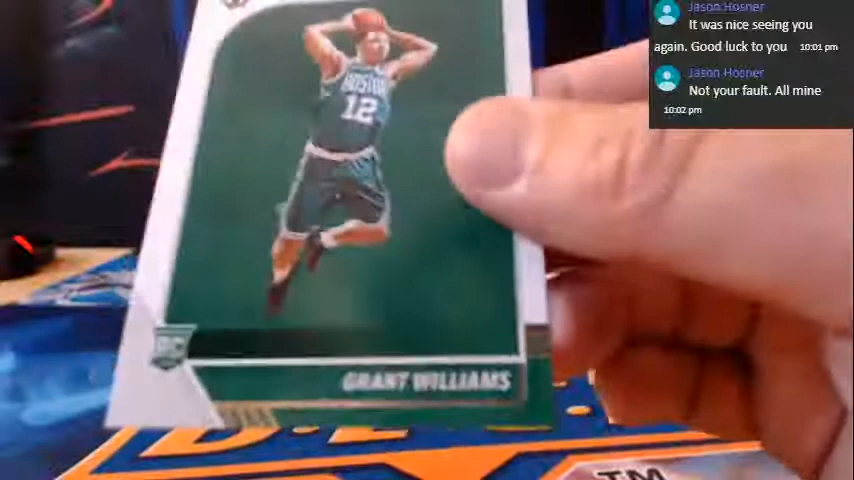 Jason Hosner
It was nice seeing you
again. Good luck to you 10:01 pm
Jason Hosner
Not your fault. All mine
10:02 pm
BOSTON
12
RC
GRANT WILLIAMS
TM